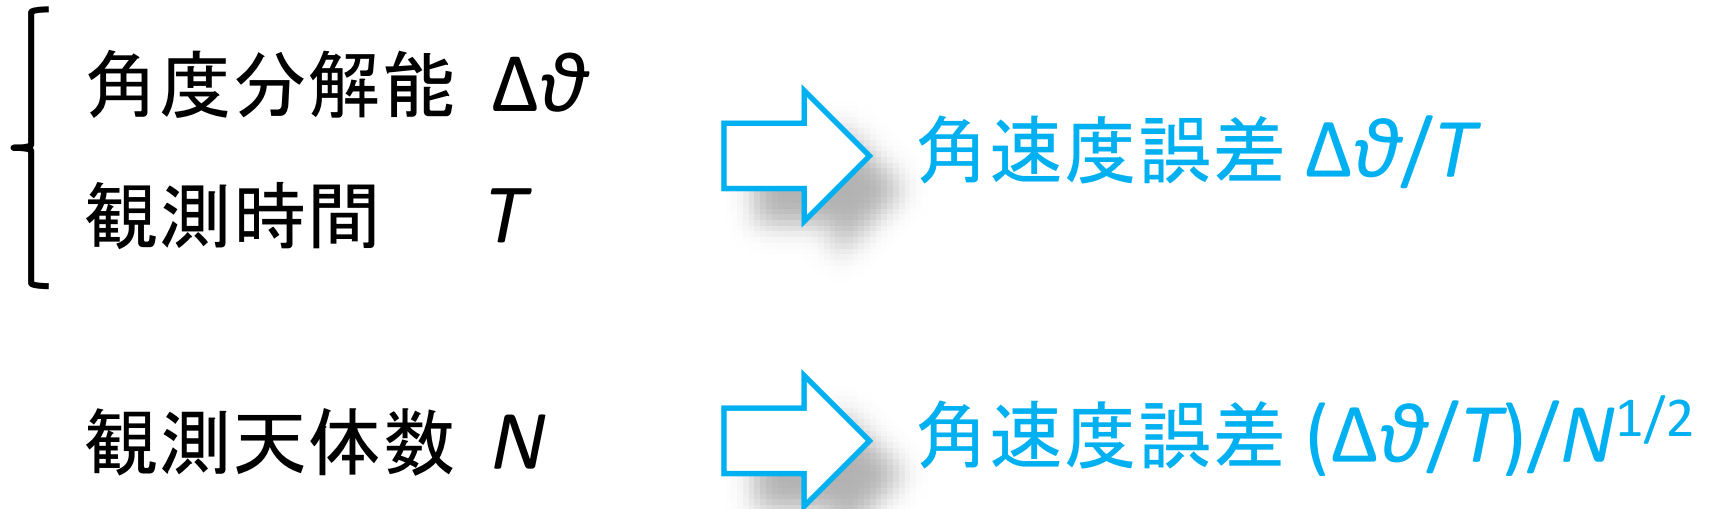 角度分解能 Δϑ
角速度誤差 Δϑ/T
観測時間 T
観測天体数 N
角速度誤差 (Δϑ/T)/N^{1/2}